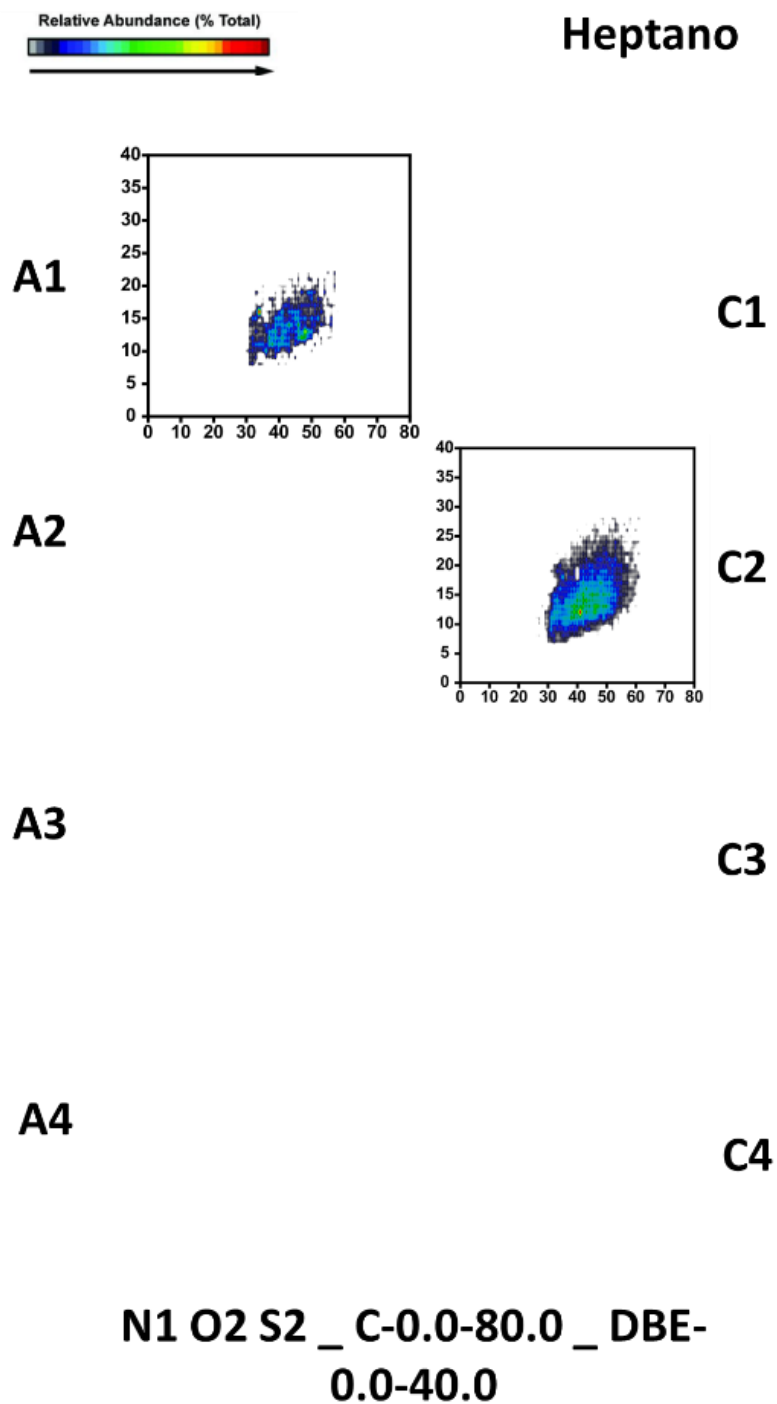 Relative Abundance (% Total)
Heptano
A1
40
35
30
25
20
15
10
5
0
0 10 20 30 40 50 60 70 80
C1
A2
40
35
30
25
20
15
10
5
0
0 10 20 30 40 50 60 70 80
C2
A3
C3
A4
C4
N1 O2 S2 _ C-0.0-80.0 _ DBE-
0.0-40.0